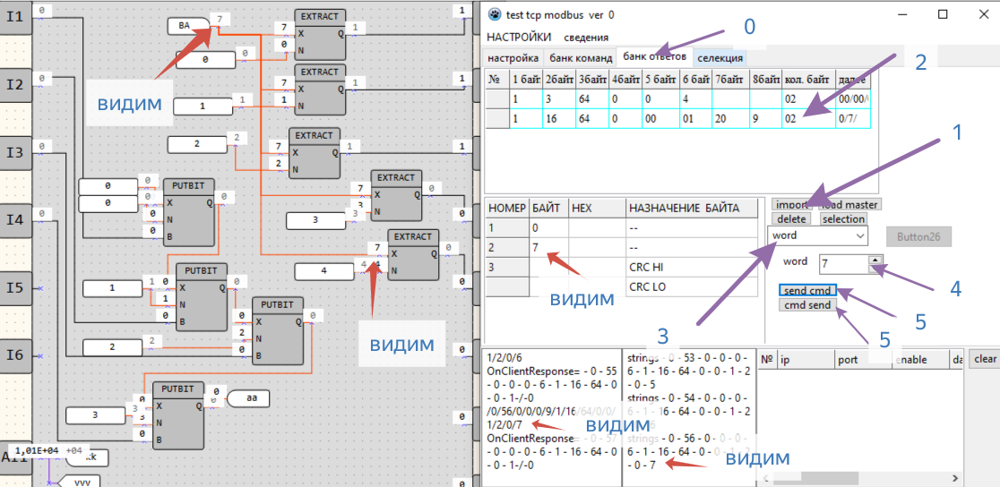 I1
0
I2
0
I3
0
I4
0
I5
0
I6
0
1,01E+04
+04
yyy
BA
7
видим
0
0
1
1
2
2
EXTRACT
7
X
Q
1
0
N
EXTRACT
7
X
Q
1
1
N
EXTRACT
7
X
Q
1
2
N
EXTRACT
7
X
Q
0
3
N
3
3
EXTRACT
7
X
Q
0
4
N
4
4
видим
0
0
0
0
PUTBIT
0
X
Q
0
0
N
0
B
1
1
PUTBIT
0
X
Q
0
1
N
0
B
2
2
PUTBIT
0
X
Q
0
2
N
0
B
3
3
PUTBIT
0
X
Q
0
3
N
0
B
aa
1
1
1
0
0
0
0
test tcp modbus ver 0
НАСТРОЙКИ сведения
0
настройка банк команд банк ответов селекция
№ 1 байт 2байт 3байт 4байт 5 байт 6 байт 7байт 8байт кол. байт далее
1 3 64 0 0 4 02 00/00/
1 16 64 0 00 01 20 9 02 0/7/
2
1
НОМЕР БАЙТ HEX НАЗНАЧЕНИЕ БАЙТА
1 0 --
2 7 --
3 CRC HI
CRC LO
видим
import load master
delete selection
word
Button26
word 7
send cmd
cmd send
3
4
5
5
1/2/0/6
OnClientResponse= - 0 - 55
- 0 - 0 - 0 - 6 - 1 - 16 - 64 - 0
- 0 - 1-/-0
/0/56/0/0/0/9/1/16/64/0/0/
1/2/0/7
OnClientResponse= - 0 - 57
- 0 - 0 - 0 - 6 - 1 - 16 - 64 - 0
- 0 - 1-/-0
видим
strings - 0 - 53 - 0 - 0 - 0 -
6 - 1 - 16 - 64 - 0 - 0 - 1 - 2
- 0 - 5
strings - 0 - 54 - 0 - 0 - 0 -
6 - 1 - 16 - 64 - 0 - 0 - 1 - 2
strings - 0 - 56 - 0 - 0 - 0 -
6 - 1 - 16 - 64 - 0 - 0 - 1 - 2
- 0 - 7
видим
№ ip port enable
clear